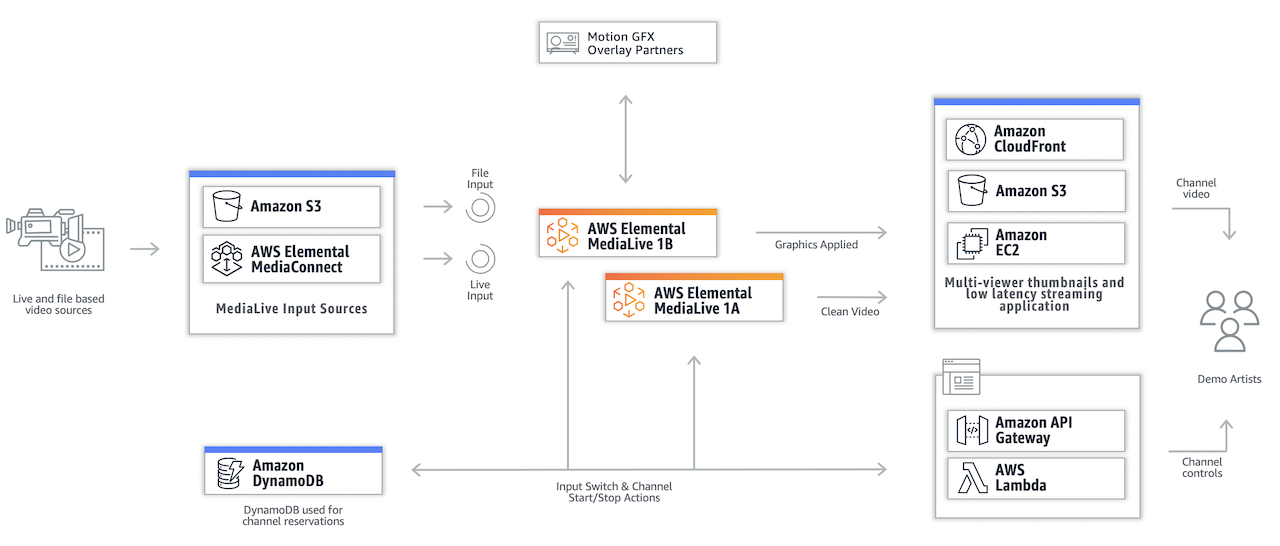 Motion GFX
Overlay Partners
Amazon
CloudFront
Amazon S3
Amazon
EC2
Multi-viewer thumbnails and
low latency streaming
application
File
Input
Live
Input
Amazon S3
AWS Elemental
MediaConnect
MediaLive Input Sources
Live and file based
video sources
AWS Elemental
MediaLive 1B
AWS Elemental
MediaLive 1A
Graphics Applied
Clean Video
Channel
video
Demo Artists
Amazon API
Gateway
AWS
Lambda
Channel
controls
Amazon
DynamoDB
DynamoDB used for
channel reservations
Input Switch & Channel
Start/Stop Actions